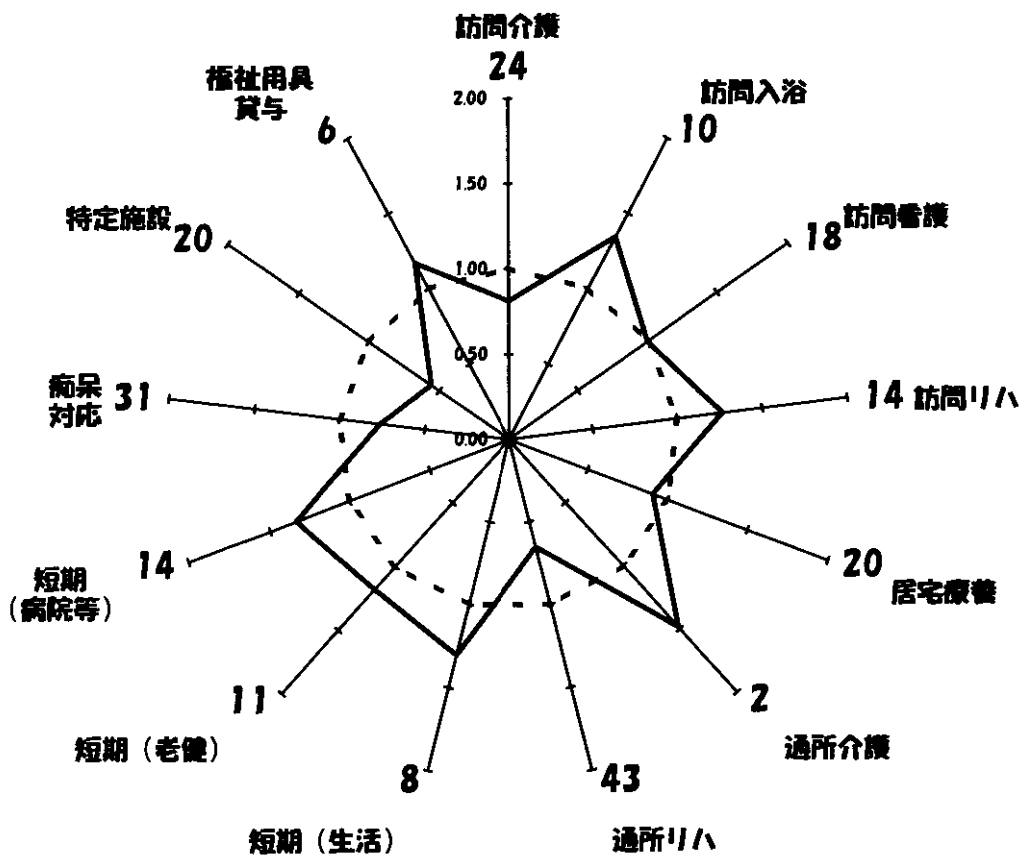 訪問介護
24
福祉用具
貸与
6
訪問入浴
10
2.00
1.50
1.00
0.50
0.00
特定施設
20
18
訪問看護
痴呆
対応
31
14
訪問リハ
14
短期
(病院等)
20
居宅療養
11
短期(老健)
2
通所介護
8
短期(生活)
43
通所リハ